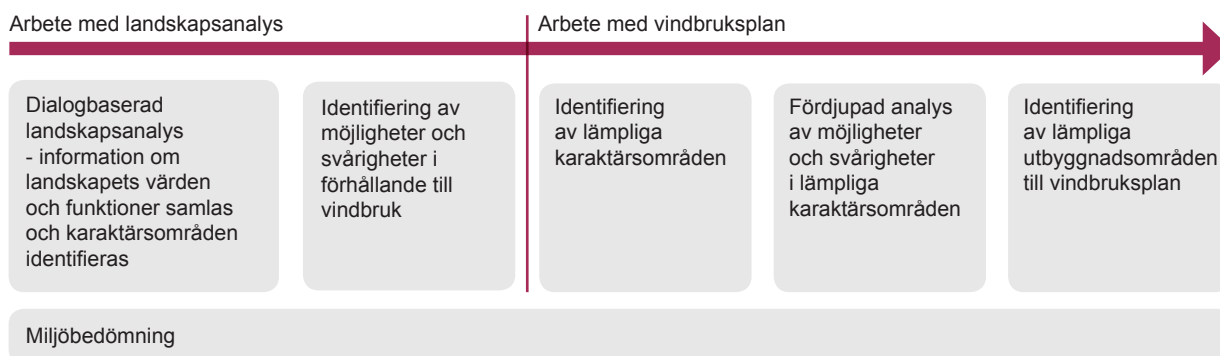 Arbete med landskapsanalys
Arbete med vindbruksplan
Dialogbaserad
landskapsanalys
- information om
landskapets värden
och funktioner samlas
och karaktärsområden
identifieras
Identifiering av
möjligheter och
svårigheter i
förhållande till
vindbruk
Identifiering
av lämpliga
karaktärsområden
Fördjupad analys
av möjligheter
och svårigheter
i lämpliga
karaktärsområden
Identifiering
av lämpliga
utbyggnadsområden
till vindbruksplan
Miljöbedömning